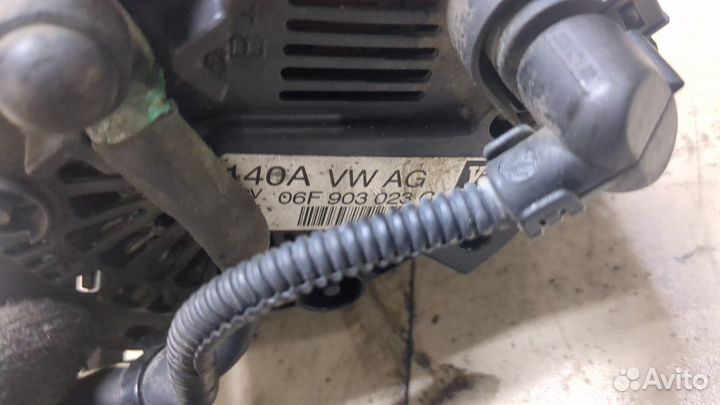 B+
140A VW AG
06F 903 023
Avito